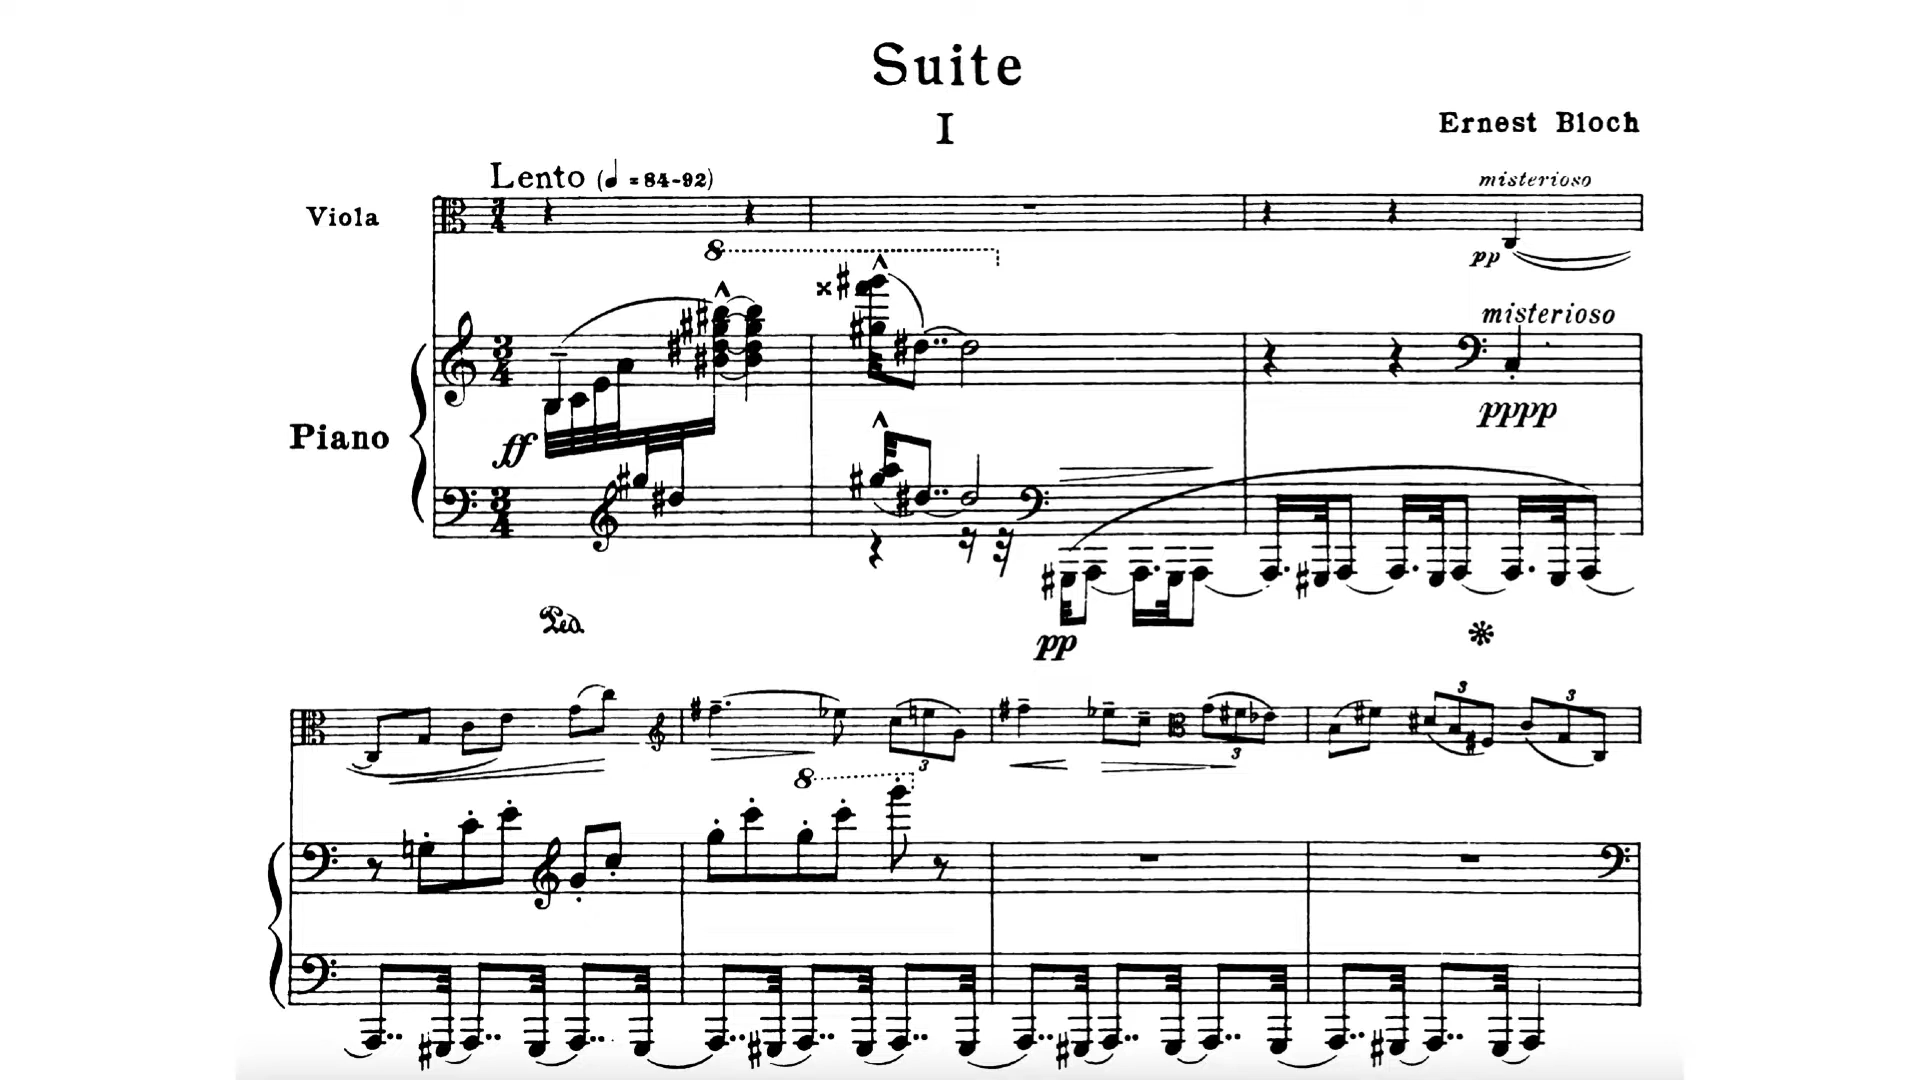 Suite
I
Ernest Bloch
Lento (♩ = 84-92)
misterioso
Viola
8
pp
misterioso
Piano
ff
pppp
Ped.
pp
3 3
3 3
8